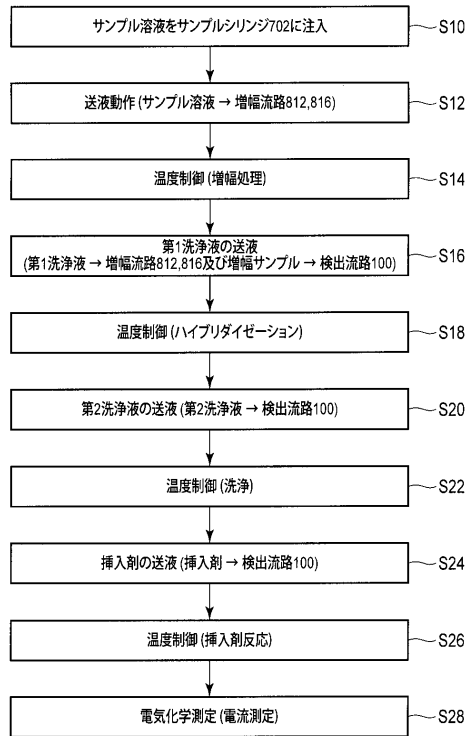 サンプル溶液をサンプルシリンジ702に注入
S10
送液動作(サンプル溶液 → 増幅流路812,816)
S12
温度制御(増幅処理)
S14
第1洗浄液の送液
(第1洗浄液 → 増幅流路812,816及び増幅サンプル → 検出流路100)
S16
温度制御(ハイブリダイゼーション)
S18
第2洗浄液の送液(第2洗浄液 → 検出流路100)
S20
温度制御(洗浄)
S22
挿入剤の送液(挿入剤 → 検出流路100)
S24
温度制御(挿入剤反応)
S26
電気化学測定(電流測定)
S28